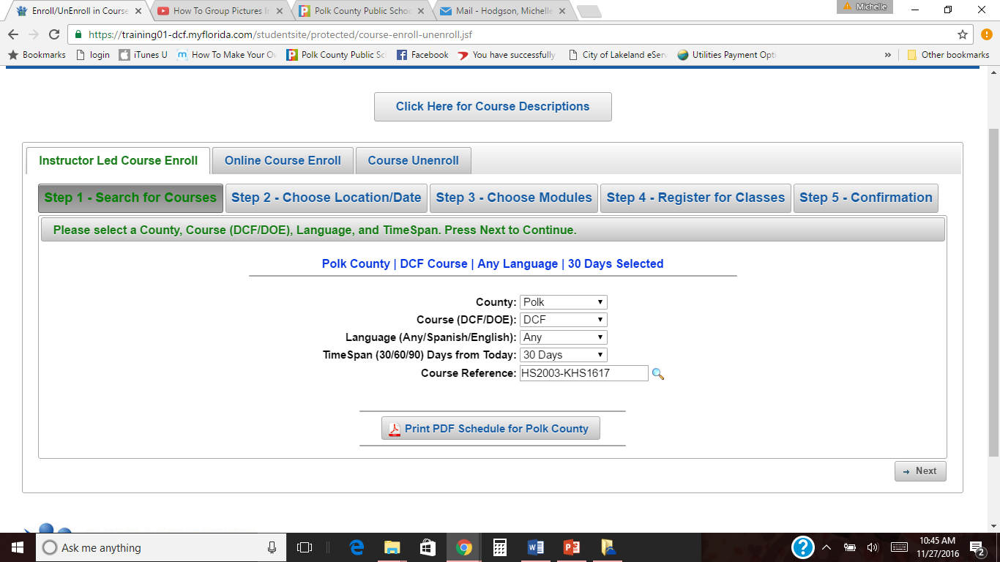 Enroll/UnEnroll in Course
How To Group Pictures I
Polk County Public Schoo
Mail - Hodgson, Michelle
Michelle
https://training01-dcf.myflorida.com/studentsite/protected/course-enroll-unenroll.jsf
Bookmarks
login
iTunes U
How To Make Your Ov
Polk County Public Sc
Facebook
You have successfully
City of Lakeland eServ
Utilities Payment Opti
»
Other bookmarks
Click Here for Course Descriptions
Instructor Led Course Enroll
Online Course Enroll
Course Unenroll
Step 1 - Search for Courses
Step 2 - Choose Location/Date
Step 3 - Choose Modules
Step 4 - Register for Classes
Step 5 - Confirmation
Please select a County, Course (DCF/DOE), Language, and TimeSpan. Press Next to Continue.
Polk County | DCF Course | Any Language | 30 Days Selected
County: Polk
Course (DCF/DOE): DCF
Language (Any/Spanish/English): Any
TimeSpan (30/60/90) Days from Today: 30 Days
Course Reference: HS2003-KHS1617
Print PDF Schedule for Polk County
Next
Ask me anything
10:45 AM
11/27/2016
2